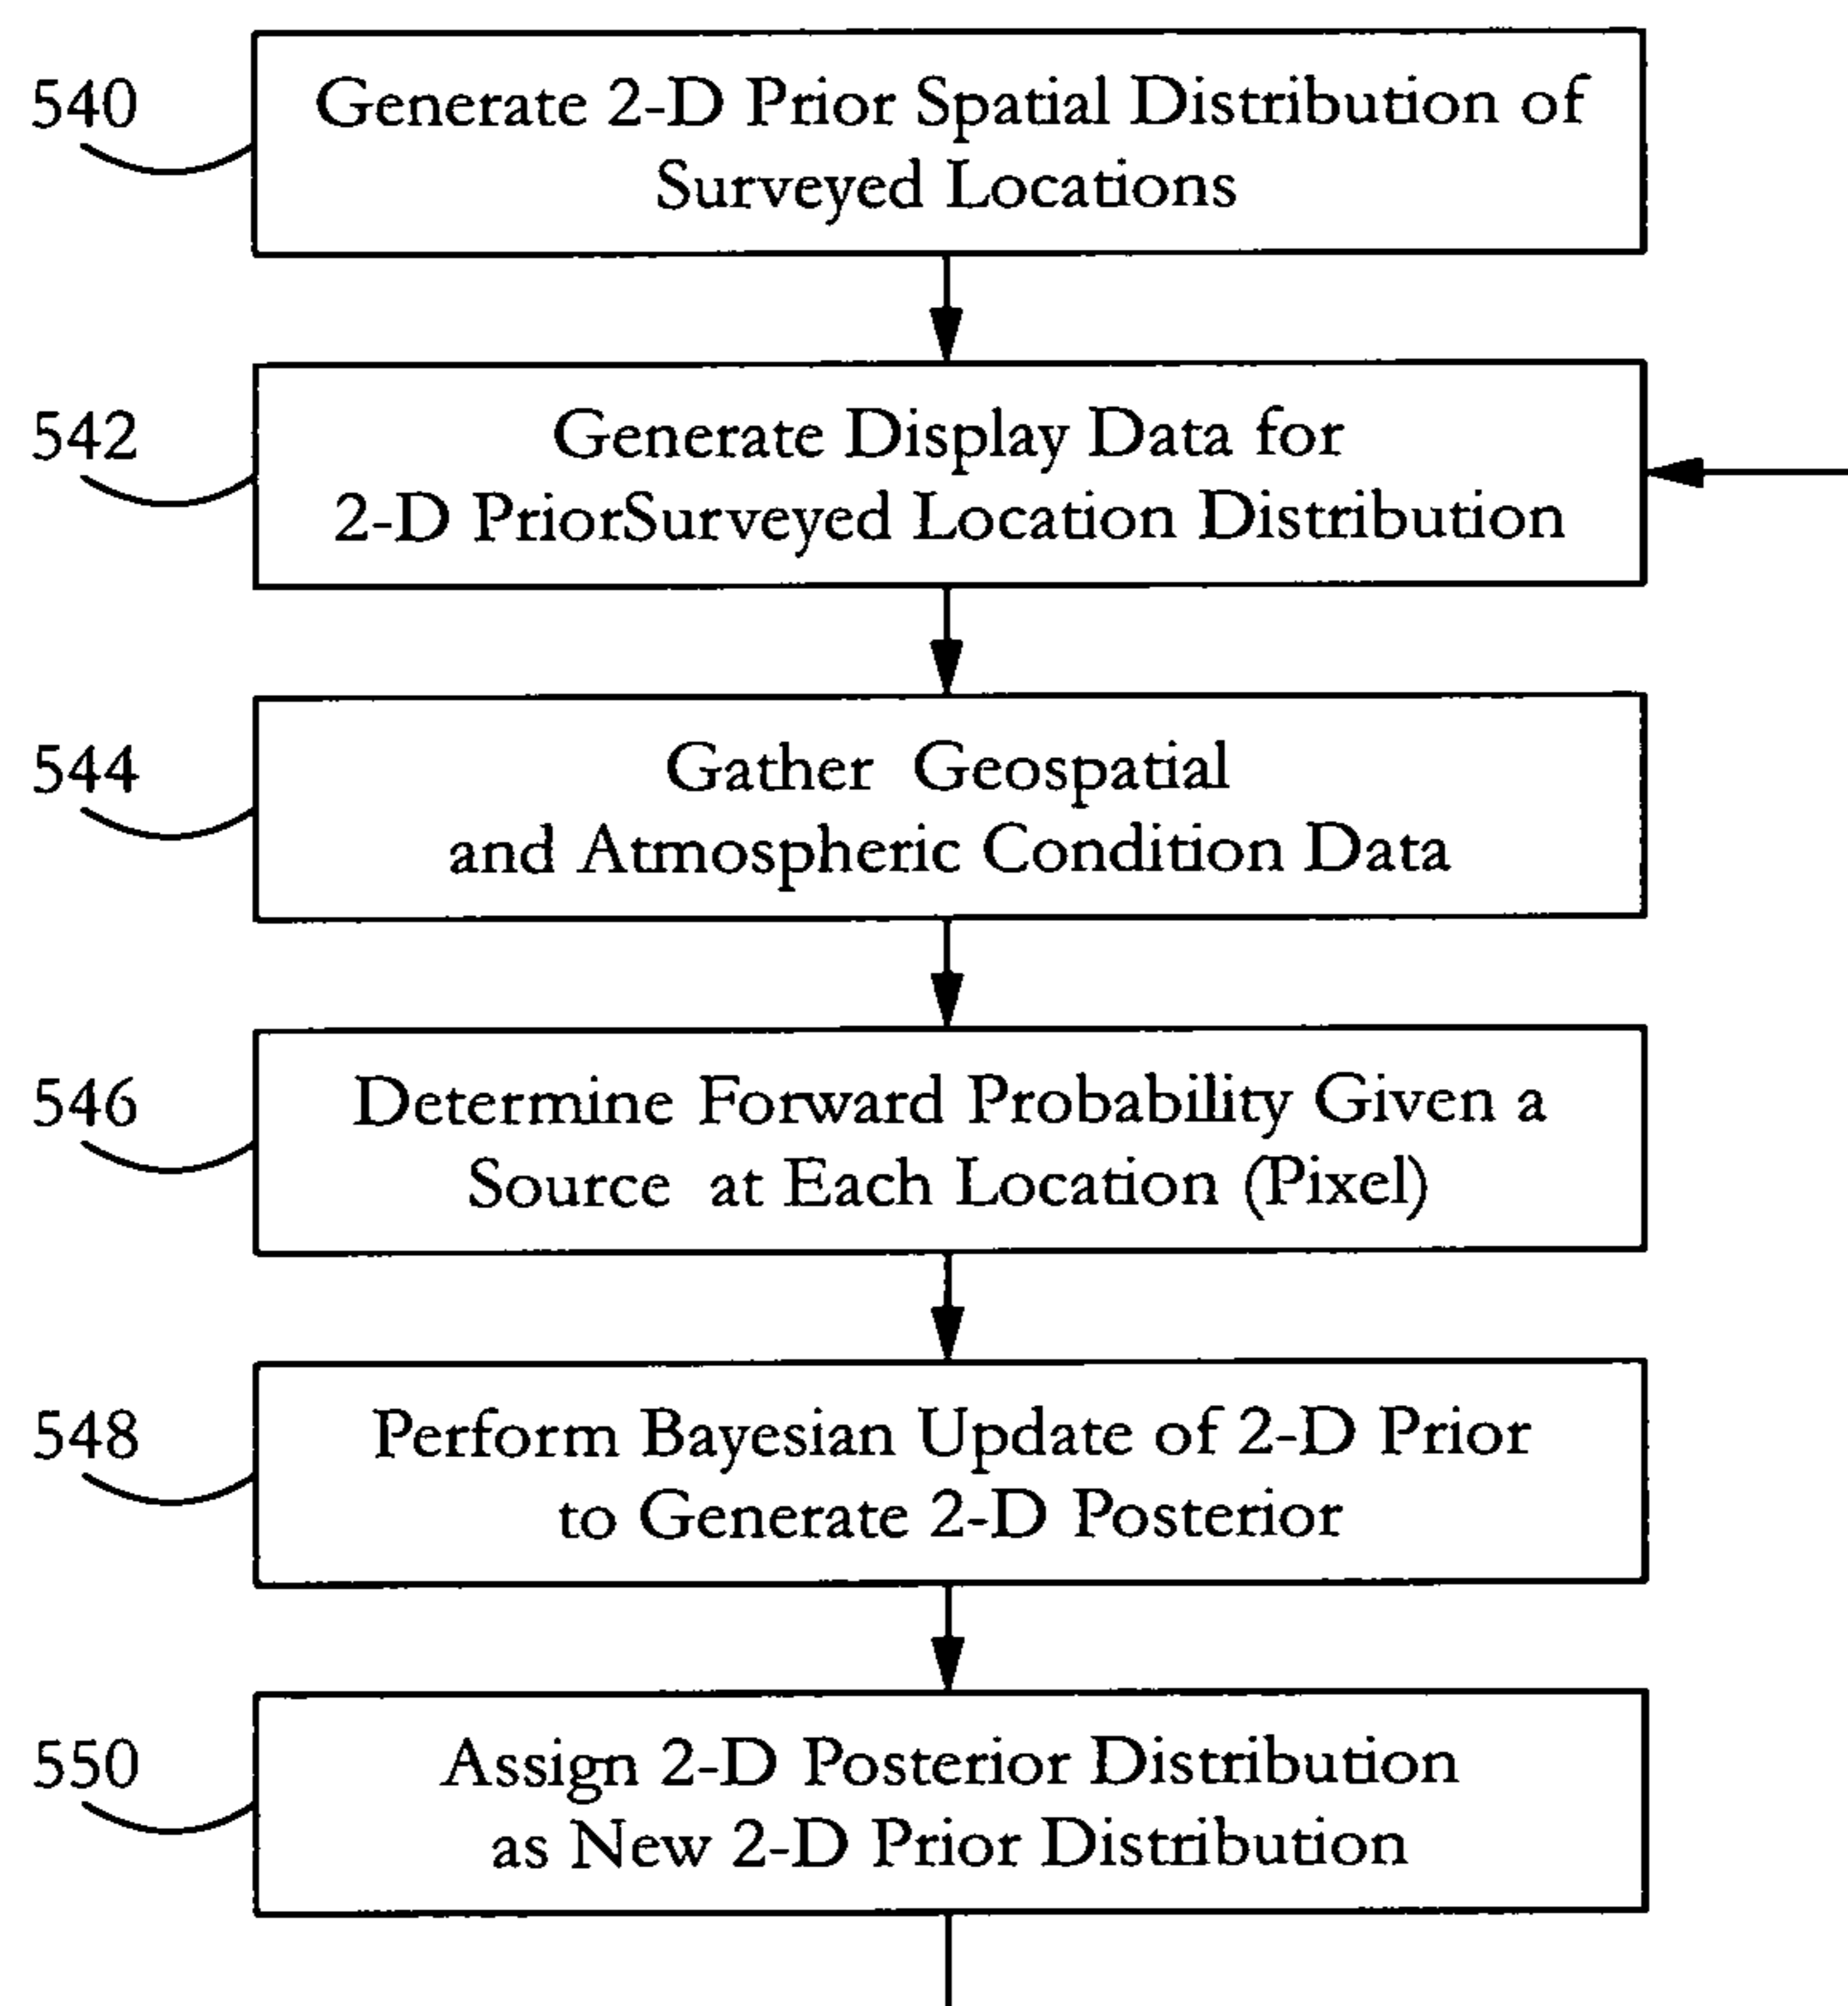 540
Generate 2-D Prior Spatial Distribution of
Surveyed Locations
542
Generate Display Data for
2-D PriorSurveyed Location Distribution
544
Gather Geospatial
and Atmospheric Condition Data
546
Determine Forward Probability Given a
Source at Each Location (Pixel)
548
Perform Bayesian Update of 2-D Prior
to Generate 2-D Posterior
550
Assign 2-D Posterior Distribution
as New 2-D Prior Distribution